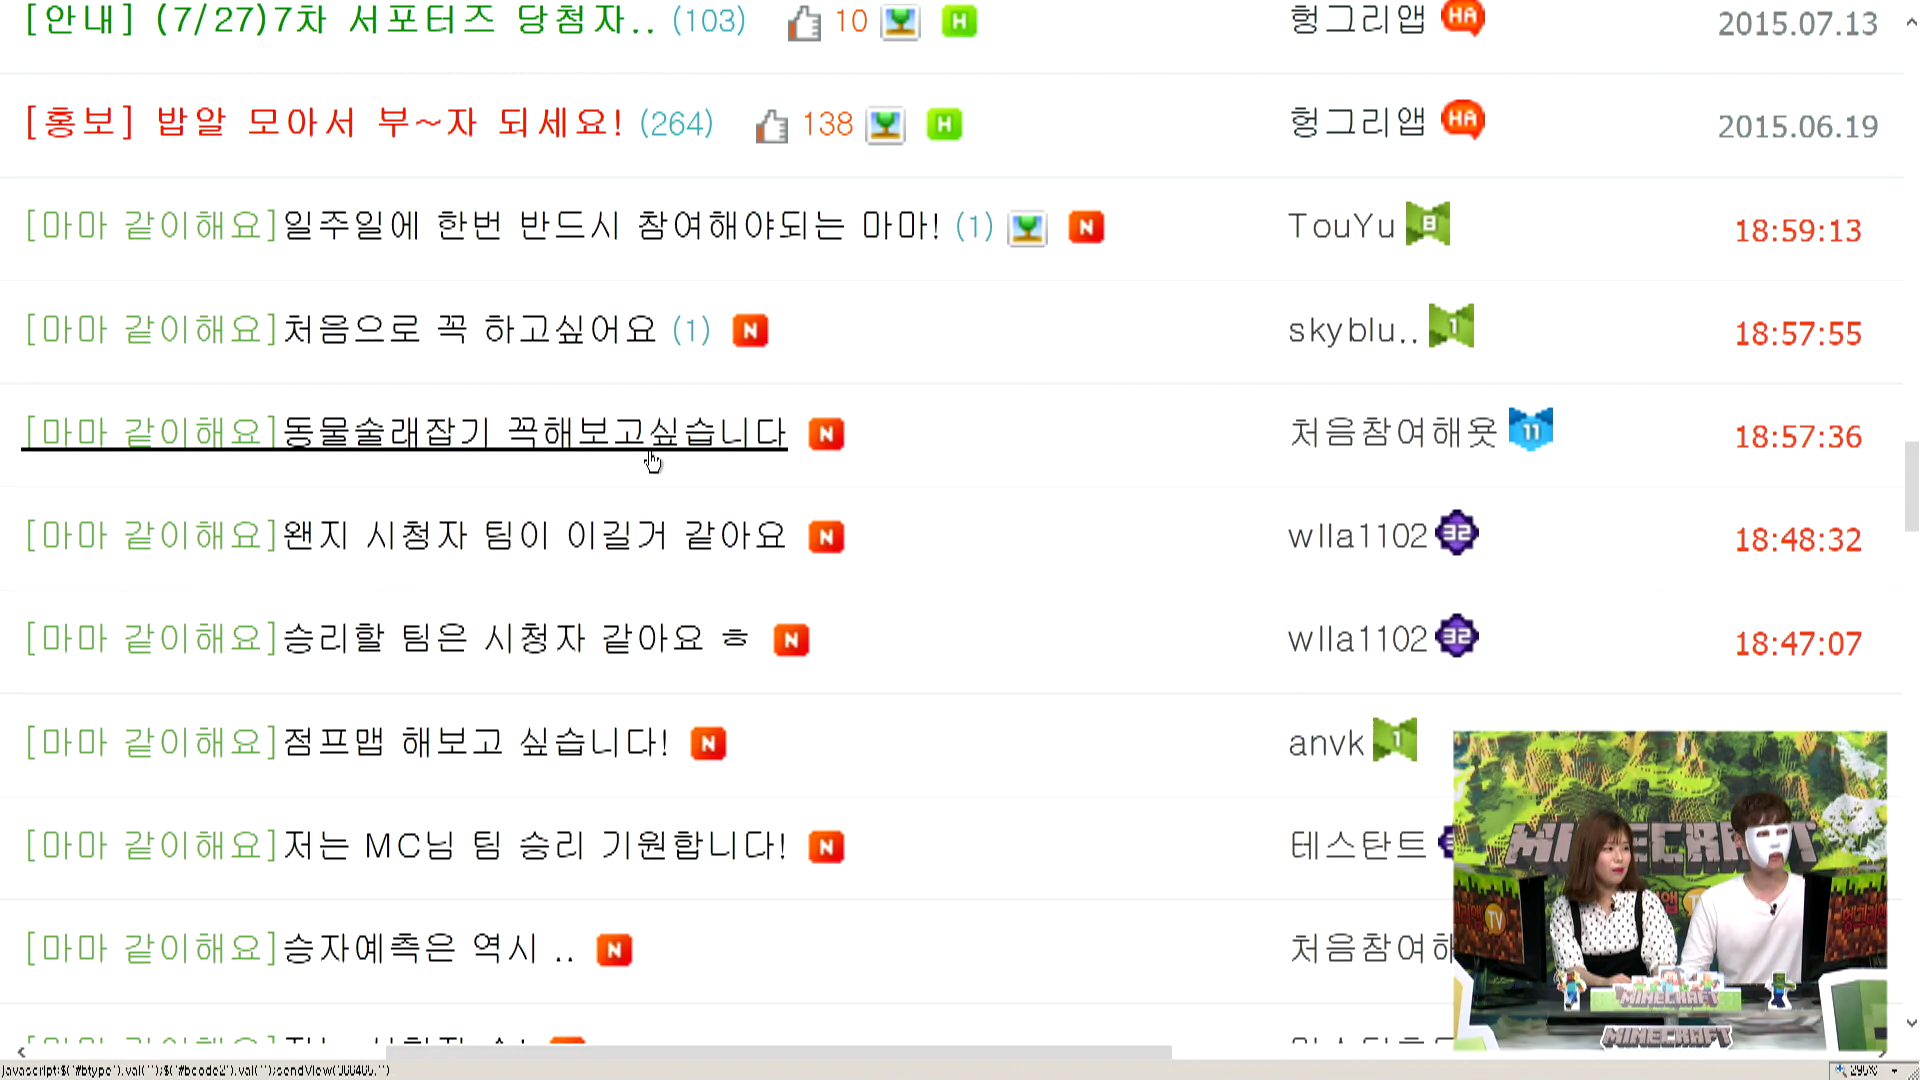 [안내] (7/27)7차 서포터즈 당첨자.. (103) 10 H 헝그리앱 HA 2015.07.13
[홍보] 밥알 모아서 부~자 되세요! (264) 138 H 헝그리앱 HA 2015.06.19
[마마 같이해요]일주일에 한번 반드시 참여해야되는 마마! (1) N TouYu 8 18:59:13
[마마 같이해요]처음으로 꼭 하고싶어요 (1) N skyblu.. 1 18:57:55
[마마 같이해요]동물술래잡기 꼭해보고싶습니다 N 처음참여해욧 11 18:57:36
[마마 같이해요]왠지 시청자 팀이 이길거 같아요 N wlla1102 32 18:48:32
[마마 같이해요]승리할 팀은 시청자 같아요 ㅎ N wlla1102 32 18:47:07
[마마 같이해요]점프맵 해보고 싶습니다! N anvk 1
[마마 같이해요]저는 MC님 팀 승리 기원합니다! N 테스탄트
[마마 같이해요]승자예측은 역시 .. N 처음참여해
MINECRAFT
TV
MINECRAFT
MINECRAFT